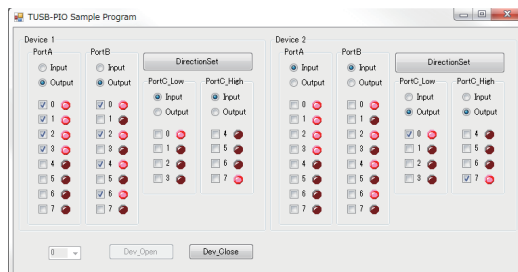 TUSB-PIO Sample Program
Device 1
PortA
Input
Output
0
1
2
3
4
5
6
7
PortB
Input
Output
0
1
2
3
4
5
6
7
DirectionSet
PortC_Low
Input
Output
0
1
2
3
PortC_High
Input
Output
4
5
6
7
Device 2
PortA
Input
Output
0
1
2
3
4
5
6
7
PortB
Input
Output
0
1
2
3
4
5
6
7
DirectionSet
PortC_Low
Input
Output
0
1
2
3
PortC_High
Input
Output
4
5
6
7
0
Dev_Open
Dev_Close